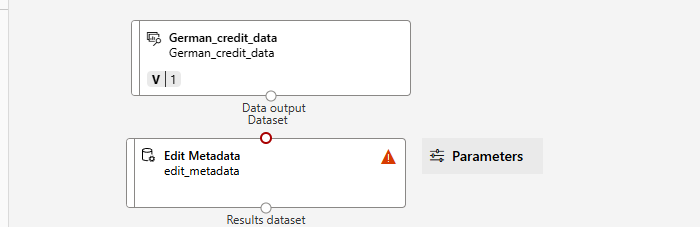 German_credit_data
German_credit_data
V | 1
Data output
Dataset
Edit Metadata
edit_metadata
Parameters
Results dataset